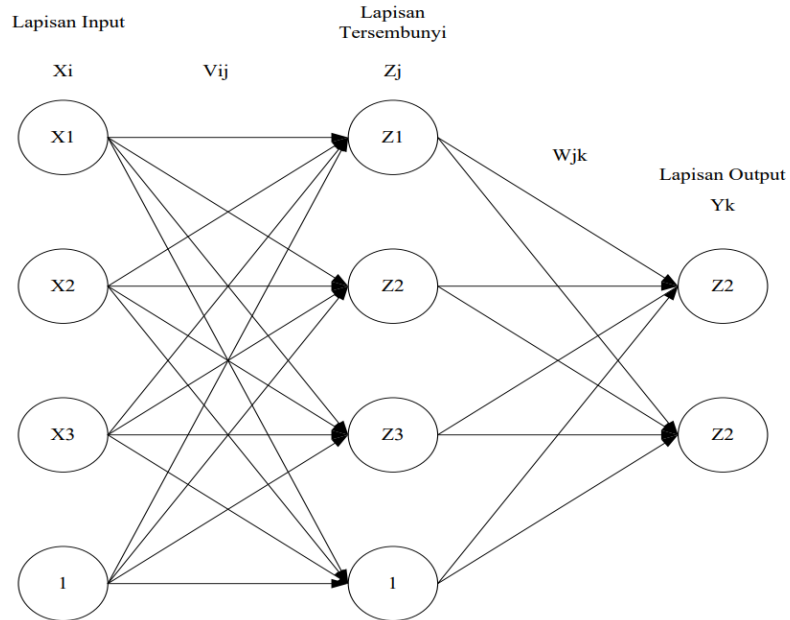 Lapisan Input
Lapisan
Tersembunyi
Xi
Vij
Zj
Wjk
Lapisan Output
Yk
X1
Z1
X2
Z2
Z2
X3
Z3
Z2
1
1